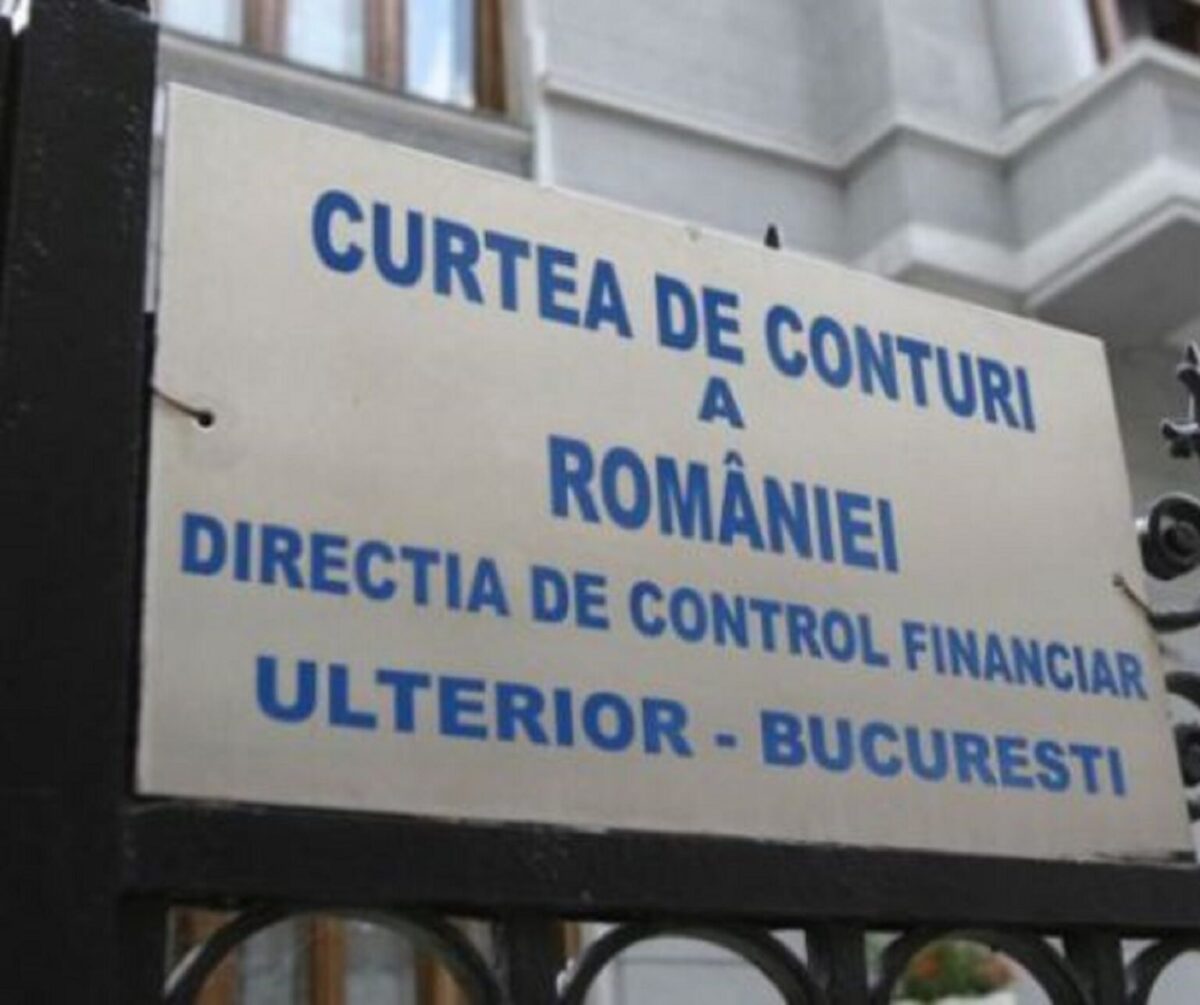 CURTEA DE CONTURI
A
ROMÂNIEI
DIRECTIA DE CONTROL FINANCIAR
ULTERIOR - BUCURESTI